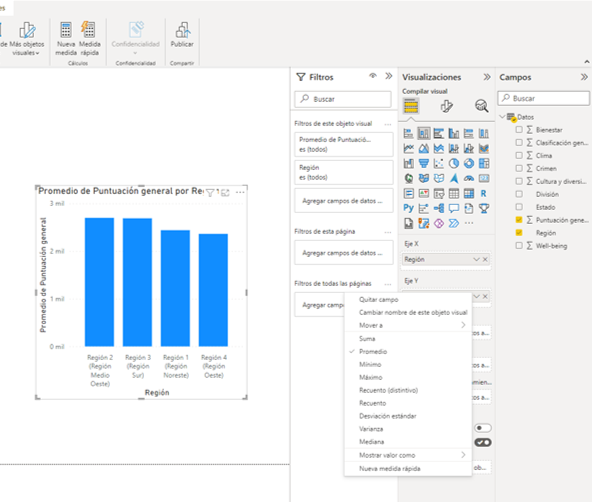 es
de Más objetos
visuales
Nueva
medida
Medida
rápida
Cálculos
Confidencialidad
Confidencialidad
Publicar
Compartir
Filtros
Buscar
Filtros de este objeto visual
...
Promedio de Puntuació...
es (todos)
Región
es (todos)
Agregar campos de datos ...
Filtros de esta página
...
Agregar campos de datos ...
Filtros de todas las páginas
...
Agregar campo
Visualizaciones
Compilar visual
R
Py
...
Eje X
Región
Eje Y
Campos
Buscar
Datos
Bienestar
Clasificación gen...
Clima
Crimen
Cultura y diversi...
División
Estado
Puntuación gene...
Región
Well-being
Promedio de Puntuación general por Re
...
Promedio de Puntuación general
3 mil
2 mil
1 mil
0 mil
Región 2
(Región
Medio
Oeste)
Región 3
(Región
Sur)
Región 1
(Región
Noreste)
Región 4
(Región
Oeste)
Región
Quitar campo
Cambiar nombre de este objeto visual
Mover a
Suma
Promedio
Mínimo
Máximo
Recuento (distintivo)
Recuento
Desviación estándar
Varianza
Mediana
Mostrar valor como
Nueva medida rápida
os a...
os a...
mien...
os a...
ob...